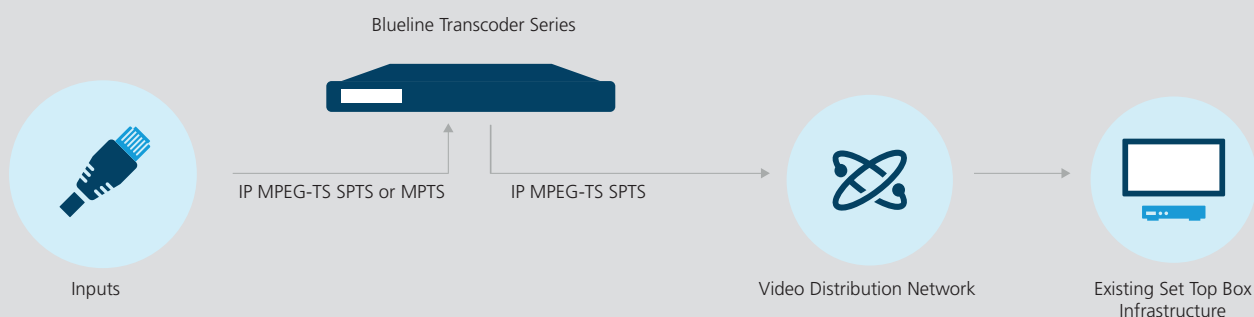 Blueline Transcoder Series
IP MPEG-TS SPTS or MPTS
IP MPEG-TS SPTS
Inputs
Video Distribution Network
Existing Set Top Box
Infrastructure